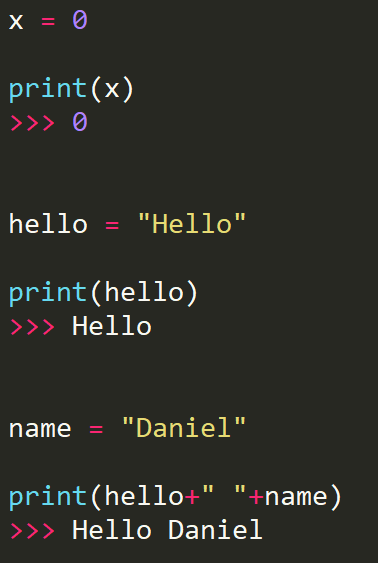 x = 0
print(x)
>>> 0
hello = "Hello"
print(hello)
>>> Hello
name = "Daniel"
print(hello+" "+name)
>>> Hello Daniel